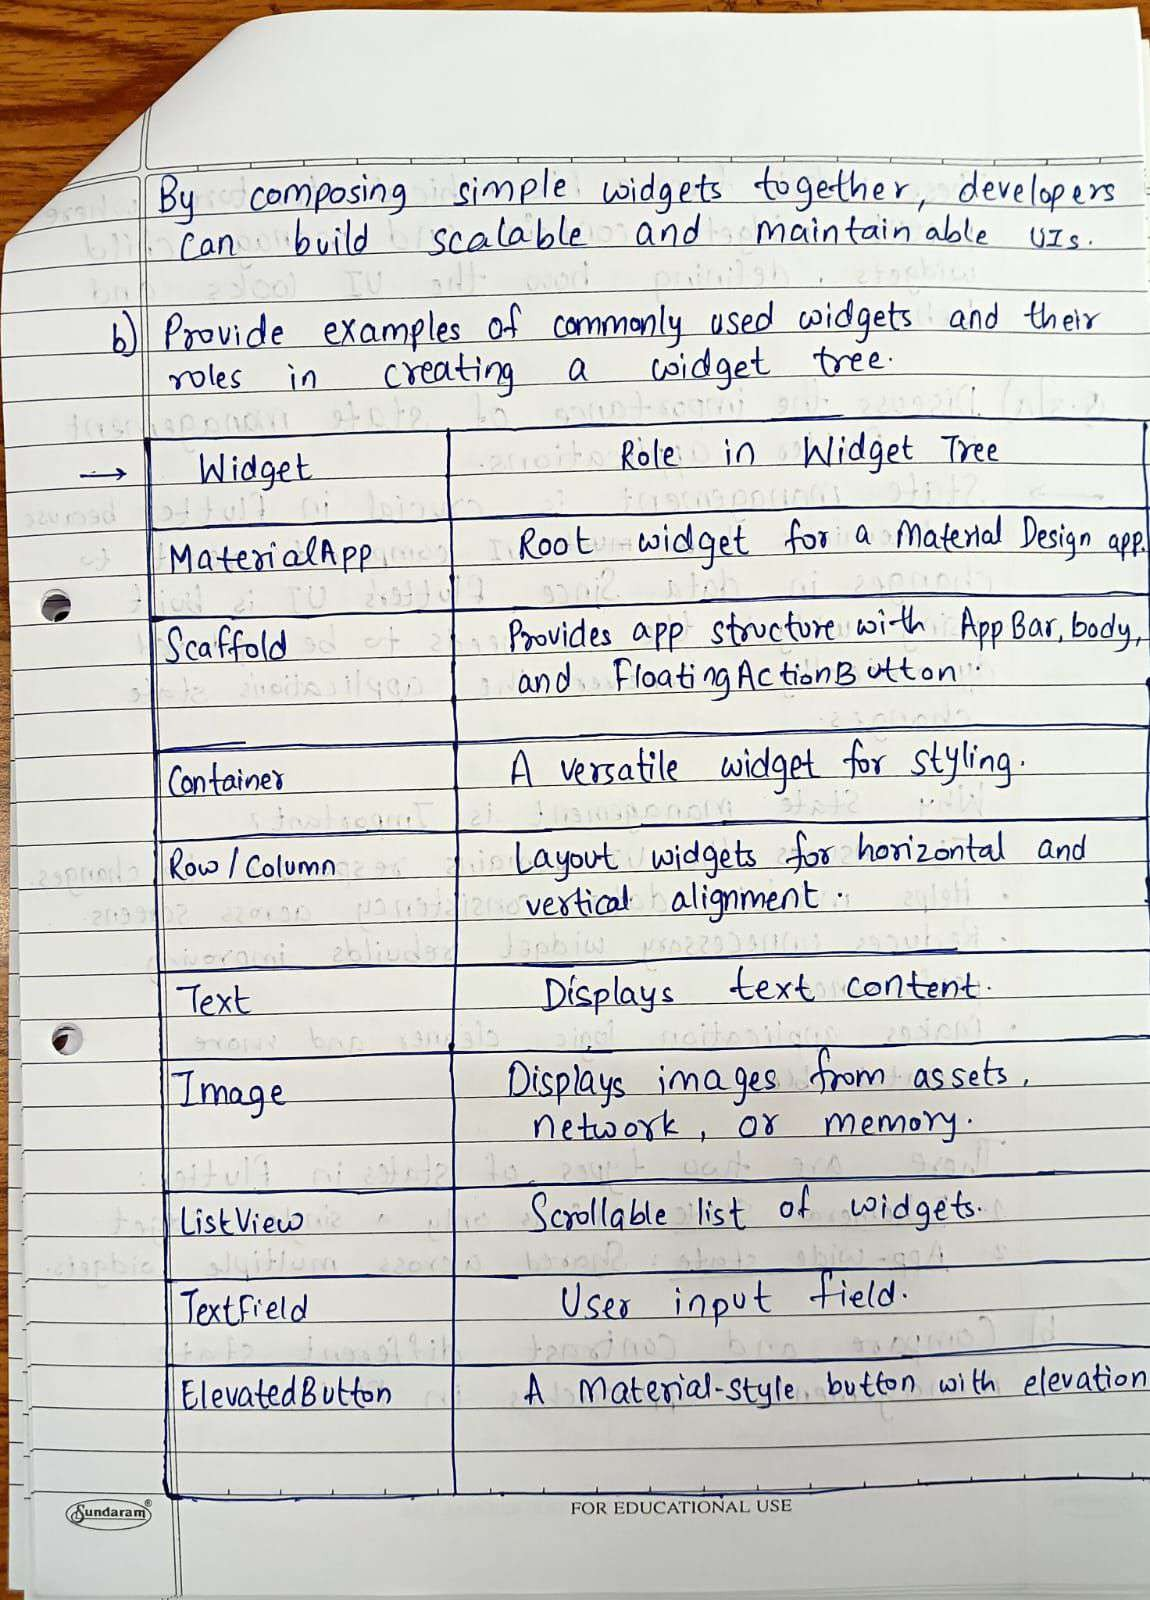 By composing simple widgets together, developers
can build scalable and maintainable UIs.
b) Provide examples of commonly used widgets and their
roles in creating a widget tree.
→ Widget Role in Widget Tree
MaterialApp Root widget for a Material Design app.
Scaffold Provides app structure with AppBar, body,
and FloatingActionButton.
Container A versatile widget for styling.
Row / Column Layout widgets for horizontal and
vertical alignment.
Text Displays text content.
Image Displays images from assets,
network, or memory.
ListView Scrollable list of widgets.
TextField User input field.
ElevatedButton A Material-style button with elevation
Sundaram®
FOR EDUCATIONAL USE